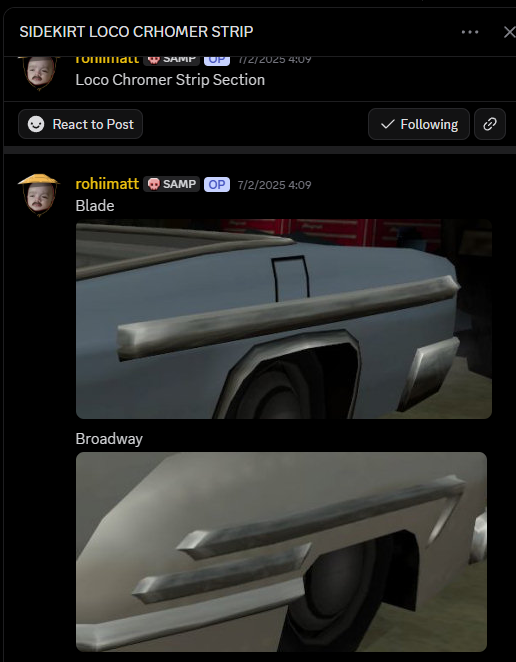 SIDEKIRT LOCO CRHOMER STRIP
rohiimatt SAMP OP 7/2/2025 4:09
Loco Chromer Strip Section
React to Post
Following
rohiimatt SAMP OP 7/2/2025 4:09
Blade
Broadway